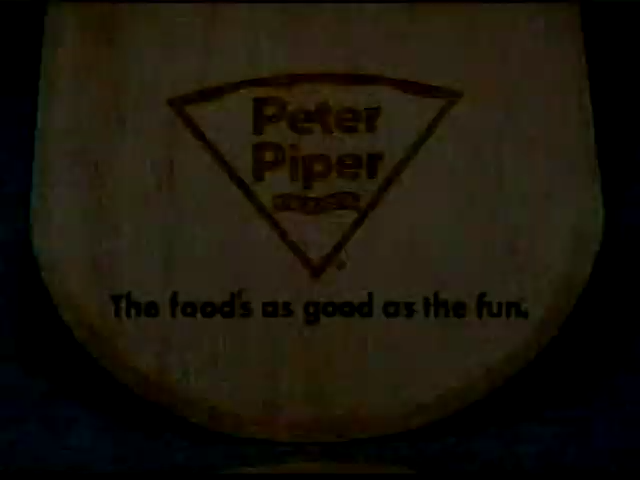 Peter
Piper
The food's as good as the fun.